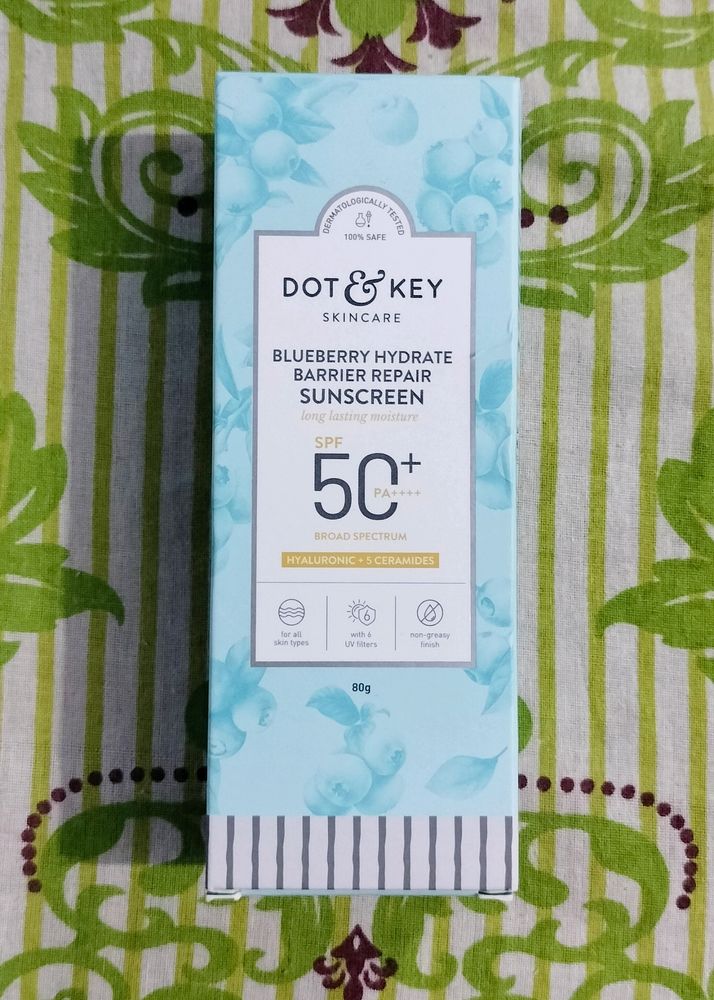 DERMATOLOGICALLY TESTED
100% SAFE
DOT & KEY
SKINCARE
BLUEBERRY HYDRATE
BARRIER REPAIR
SUNSCREEN
long lasting moisture
SPF
50+
PA++++
BROAD SPECTRUM
HYALURONIC + 5 CERAMIDES
for all
skin types
6
with 6
UV filters
non-greasy
finish
80g